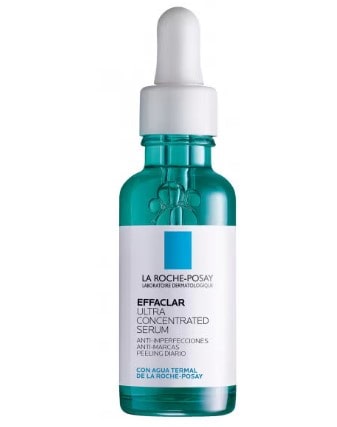 LA ROCHE-POSAY
LABORATOIRE DERMATOLOGIQUE
EFFACLAR
ULTRA
CONCENTRATED
SERUM
ANTI-IMPERFECCIONES
ANTI-MARCAS
PEELING DIARIO
CON AGUA TERMAL
DE LA ROCHE-POSAY